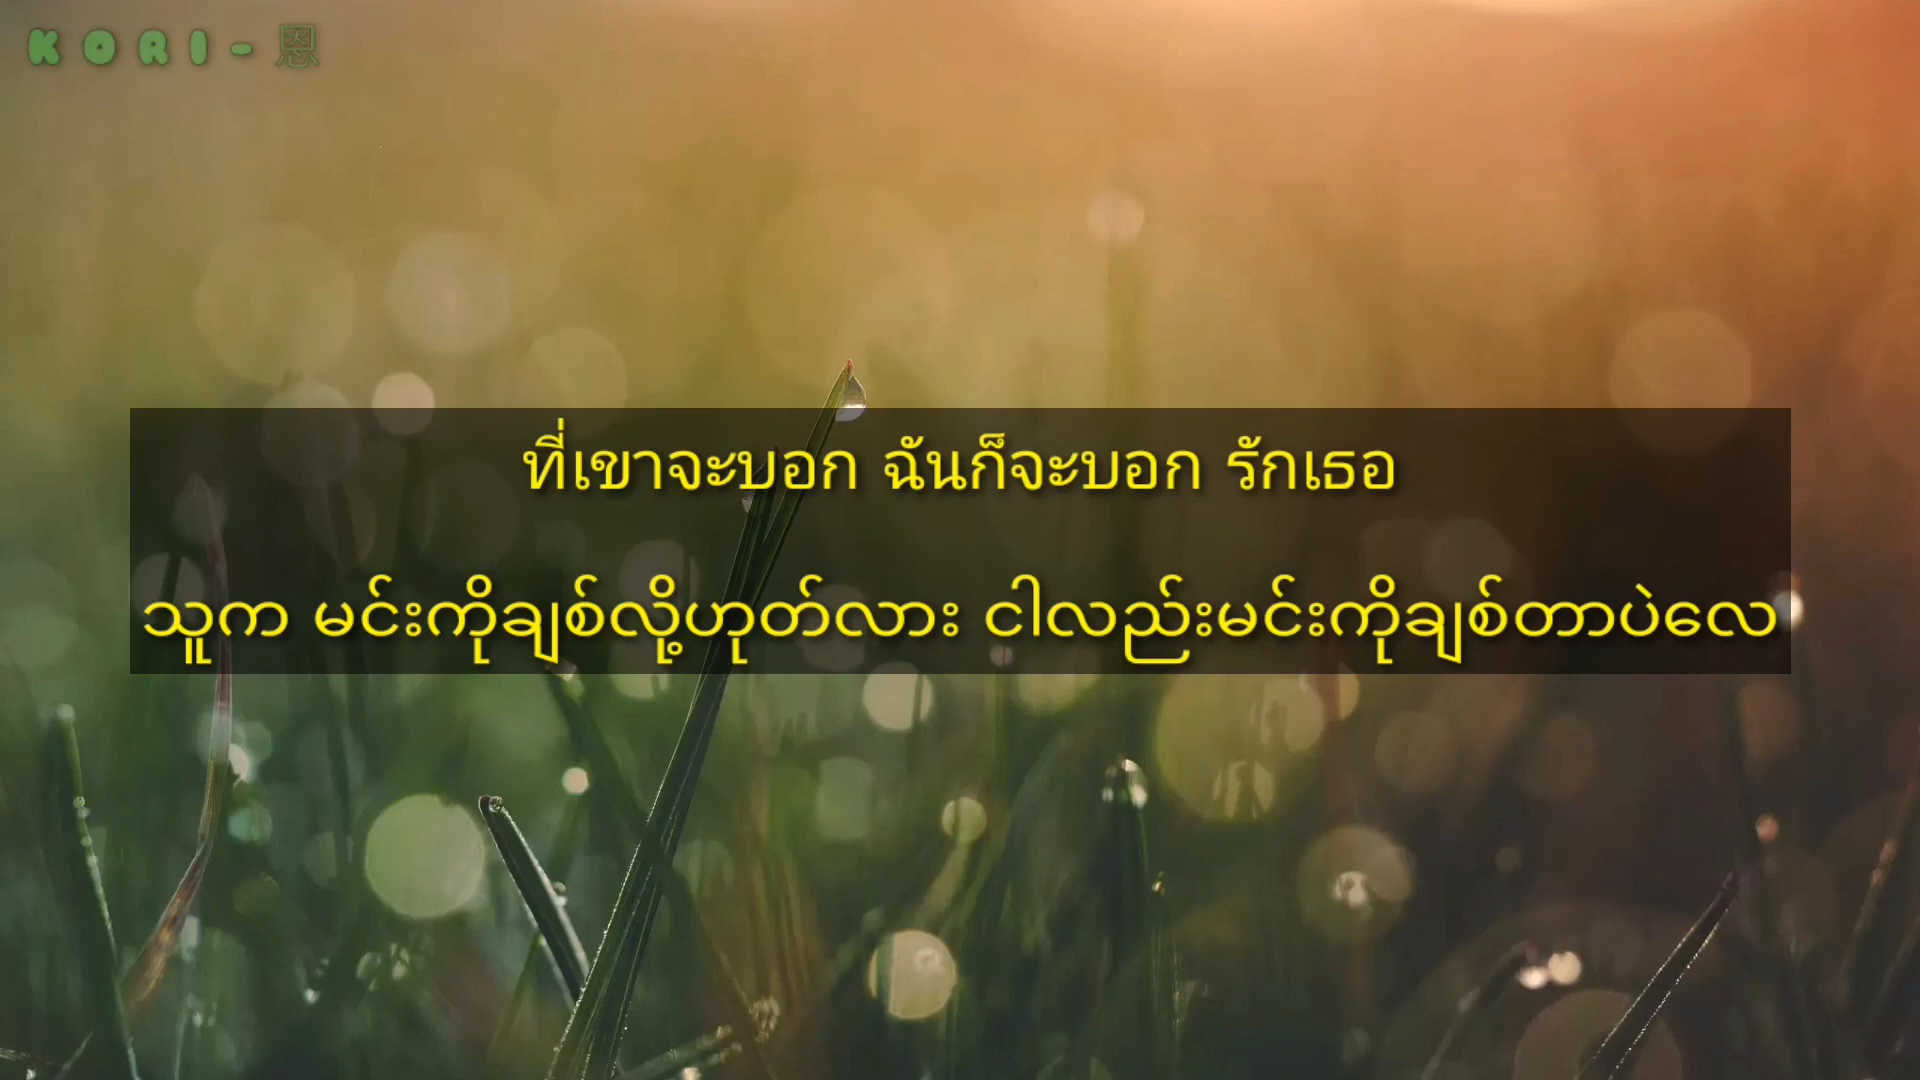 KORI-恩
ที่เขาจะบอก ฉันก็จะบอก รักเธอ
သူက မင်းကိုချစ်လို့ဟုတ်လား ငါလည်းမင်းကိုချစ်တာပဲလေ